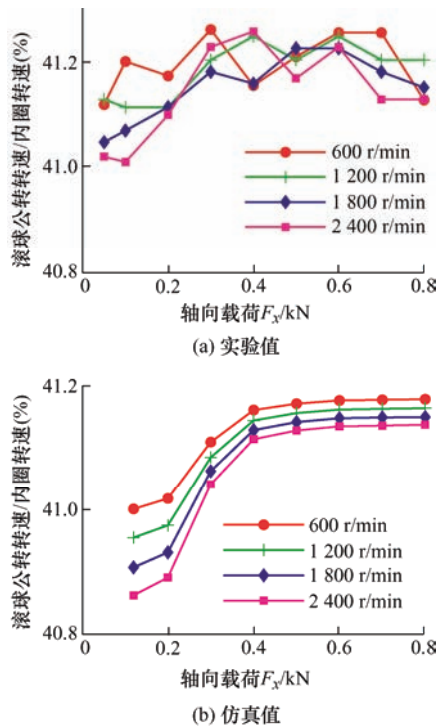 滚球公转转速/内圈转速(%)
41.2
41.0
40.8
600 r/min
1 200 r/min
1 800 r/min
2 400 r/min
0 0.2 0.4 0.6 0.8
轴向载荷Fx/kN
(a) 实验值
滚球公转转速/内圈转速(%)
41.2
41.0
40.8
600 r/min
1 200 r/min
1 800 r/min
2 400 r/min
0 0.2 0.4 0.6 0.8
轴向载荷Fx/kN
(b) 仿真值